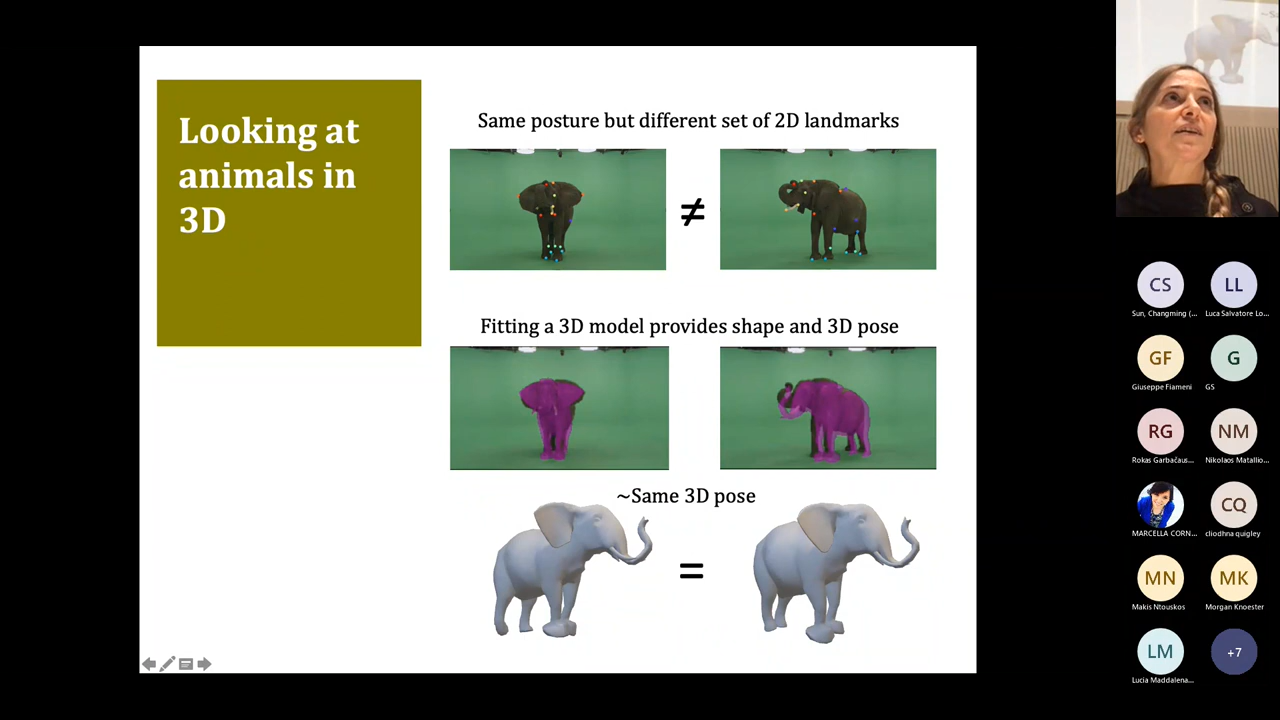 Looking at
animals in
3D
Same posture but different set of 2D landmarks
≠
Fitting a 3D model provides shape and 3D pose
~Same 3D pose
=
CS
LL
Sun, Changming (...
Luca Salvatore Lo...
GF
G
Giuseppe Fiameni
GS
RG
NM
Rokas Garbačaus...
Nikolaos Matallio...
CQ
MARCELLA CORN...
cliodhna quigley
MN
MK
Makis Ntouskos
Morgan Knoester
LM
+7
Lucia Maddalena...